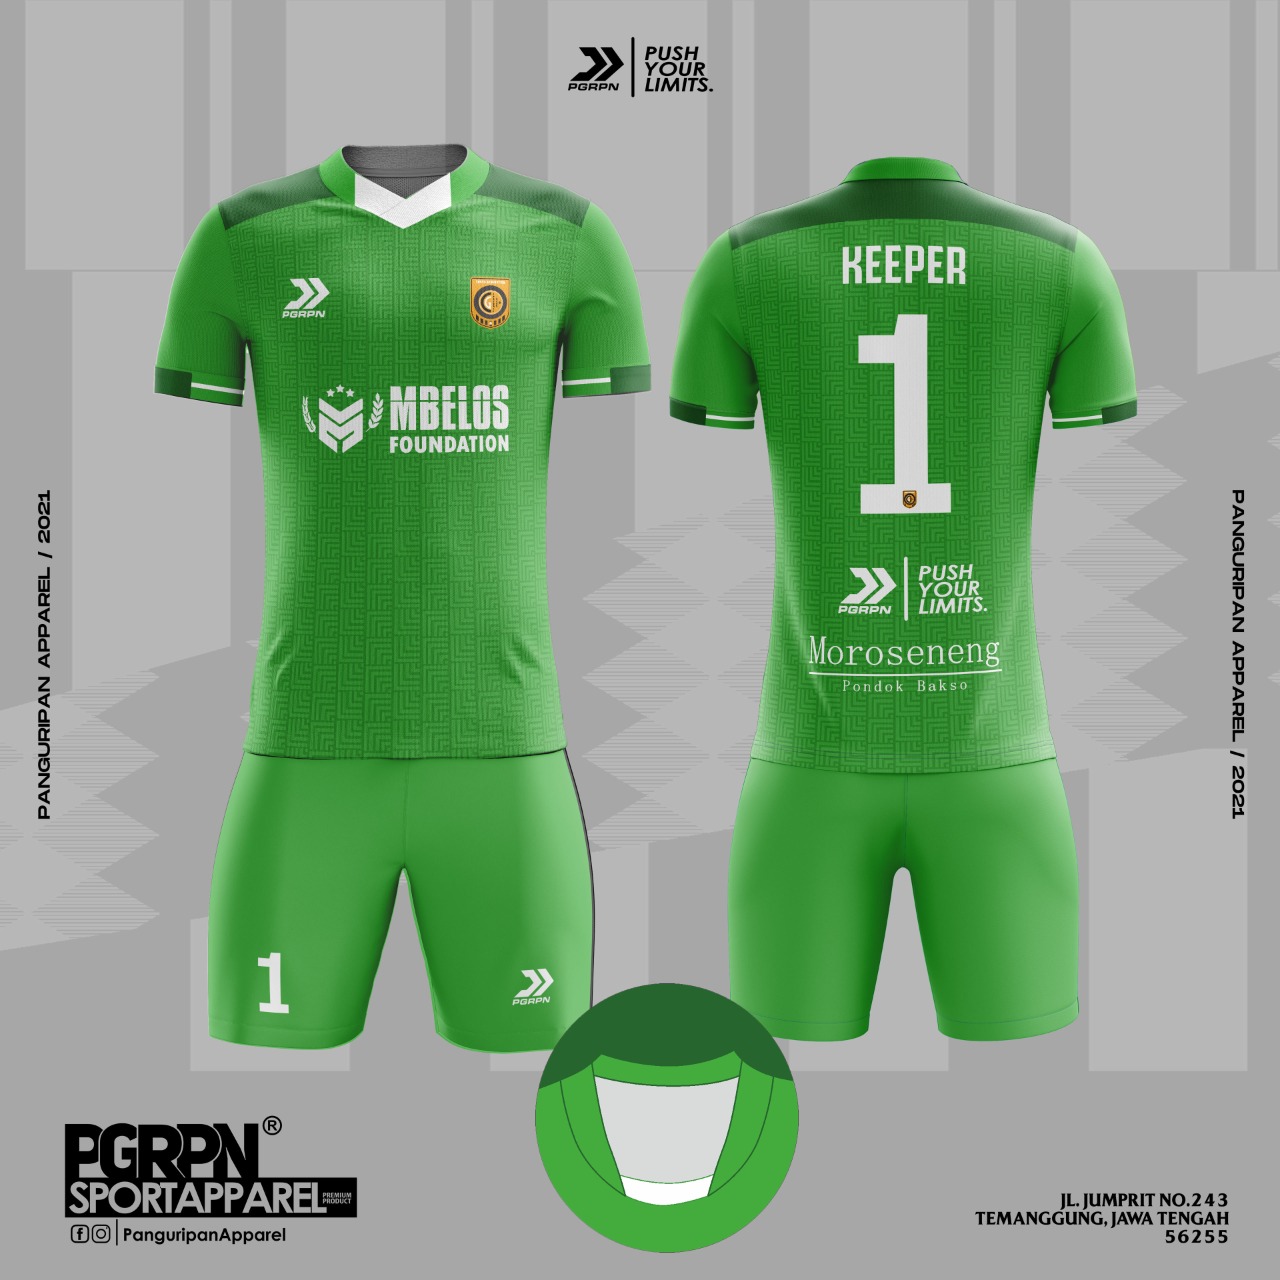 PGRPN
PUSH
YOUR
LIMITS.
PGRPN
MBELOS
FOUNDATION
KEEPER
1
PGRPN
PUSH
YOUR
LIMITS.
Moroseneng
Pondok Bakso
PANGURIPAN APPAREL / 2021
PANGURIPAN APPAREL / 2021
1
PGRPN
PGRPN®
SPORTAPPAREL PREMIUM
PRODUCT
PanguripanApparel
JL. JUMPRIT NO.243
TEMANGGUNG, JAWA TENGAH
56255